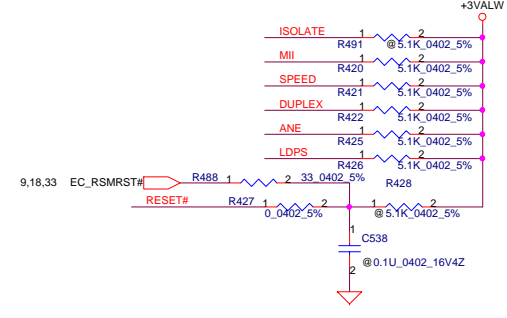 +3VALW
ISOLATE 1 2
R491 @5.1K_0402_5%
MII 1 2
R420 5.1K_0402_5%
SPEED 1 2
R421 5.1K_0402_5%
DUPLEX 1 2
R422 5.1K_0402_5%
ANE 1 2
R425 5.1K_0402_5%
LDPS 1 2
R426 5.1K_0402_5%
9,18,33 EC_RSMRST# R488 1 2 33_0402_5% R428
RESET# R427 1 2 1 2
0_0402_5% @5.1K_0402_5%
1
C538
@0.1U_0402_16V4Z
2